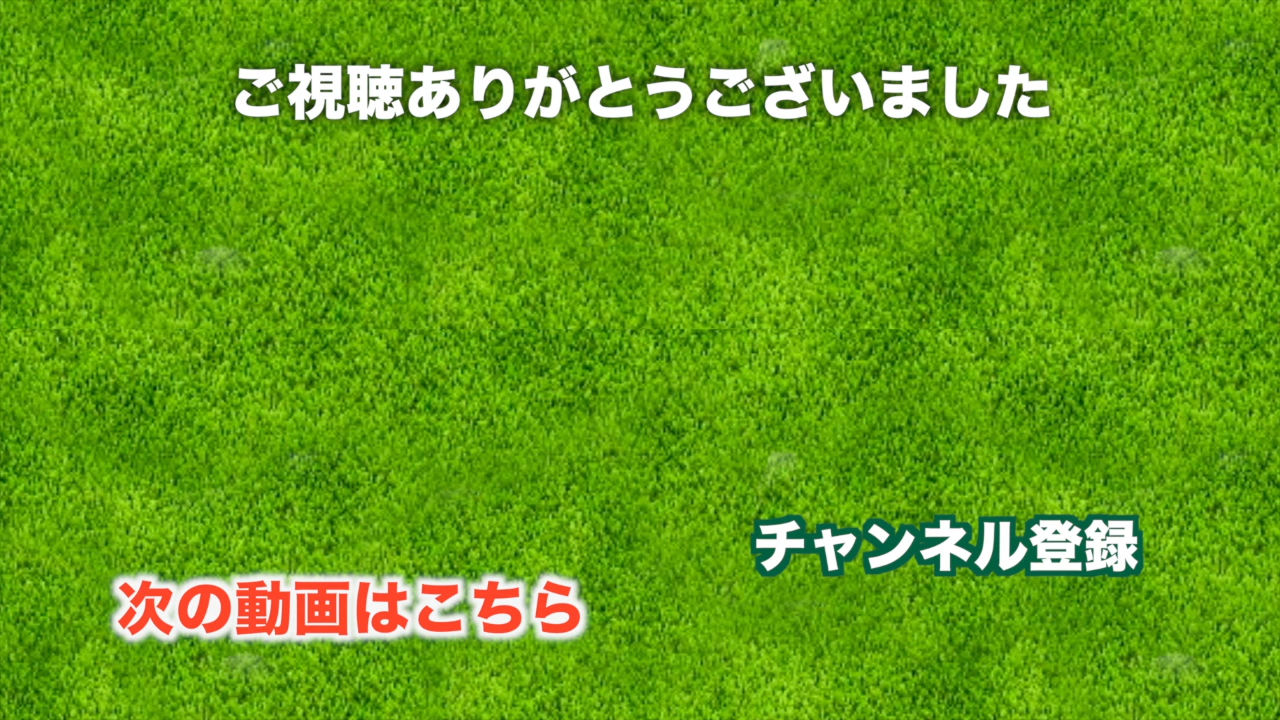 ご視聴ありがとうございました
チャンネル登録
次の動画はこちら